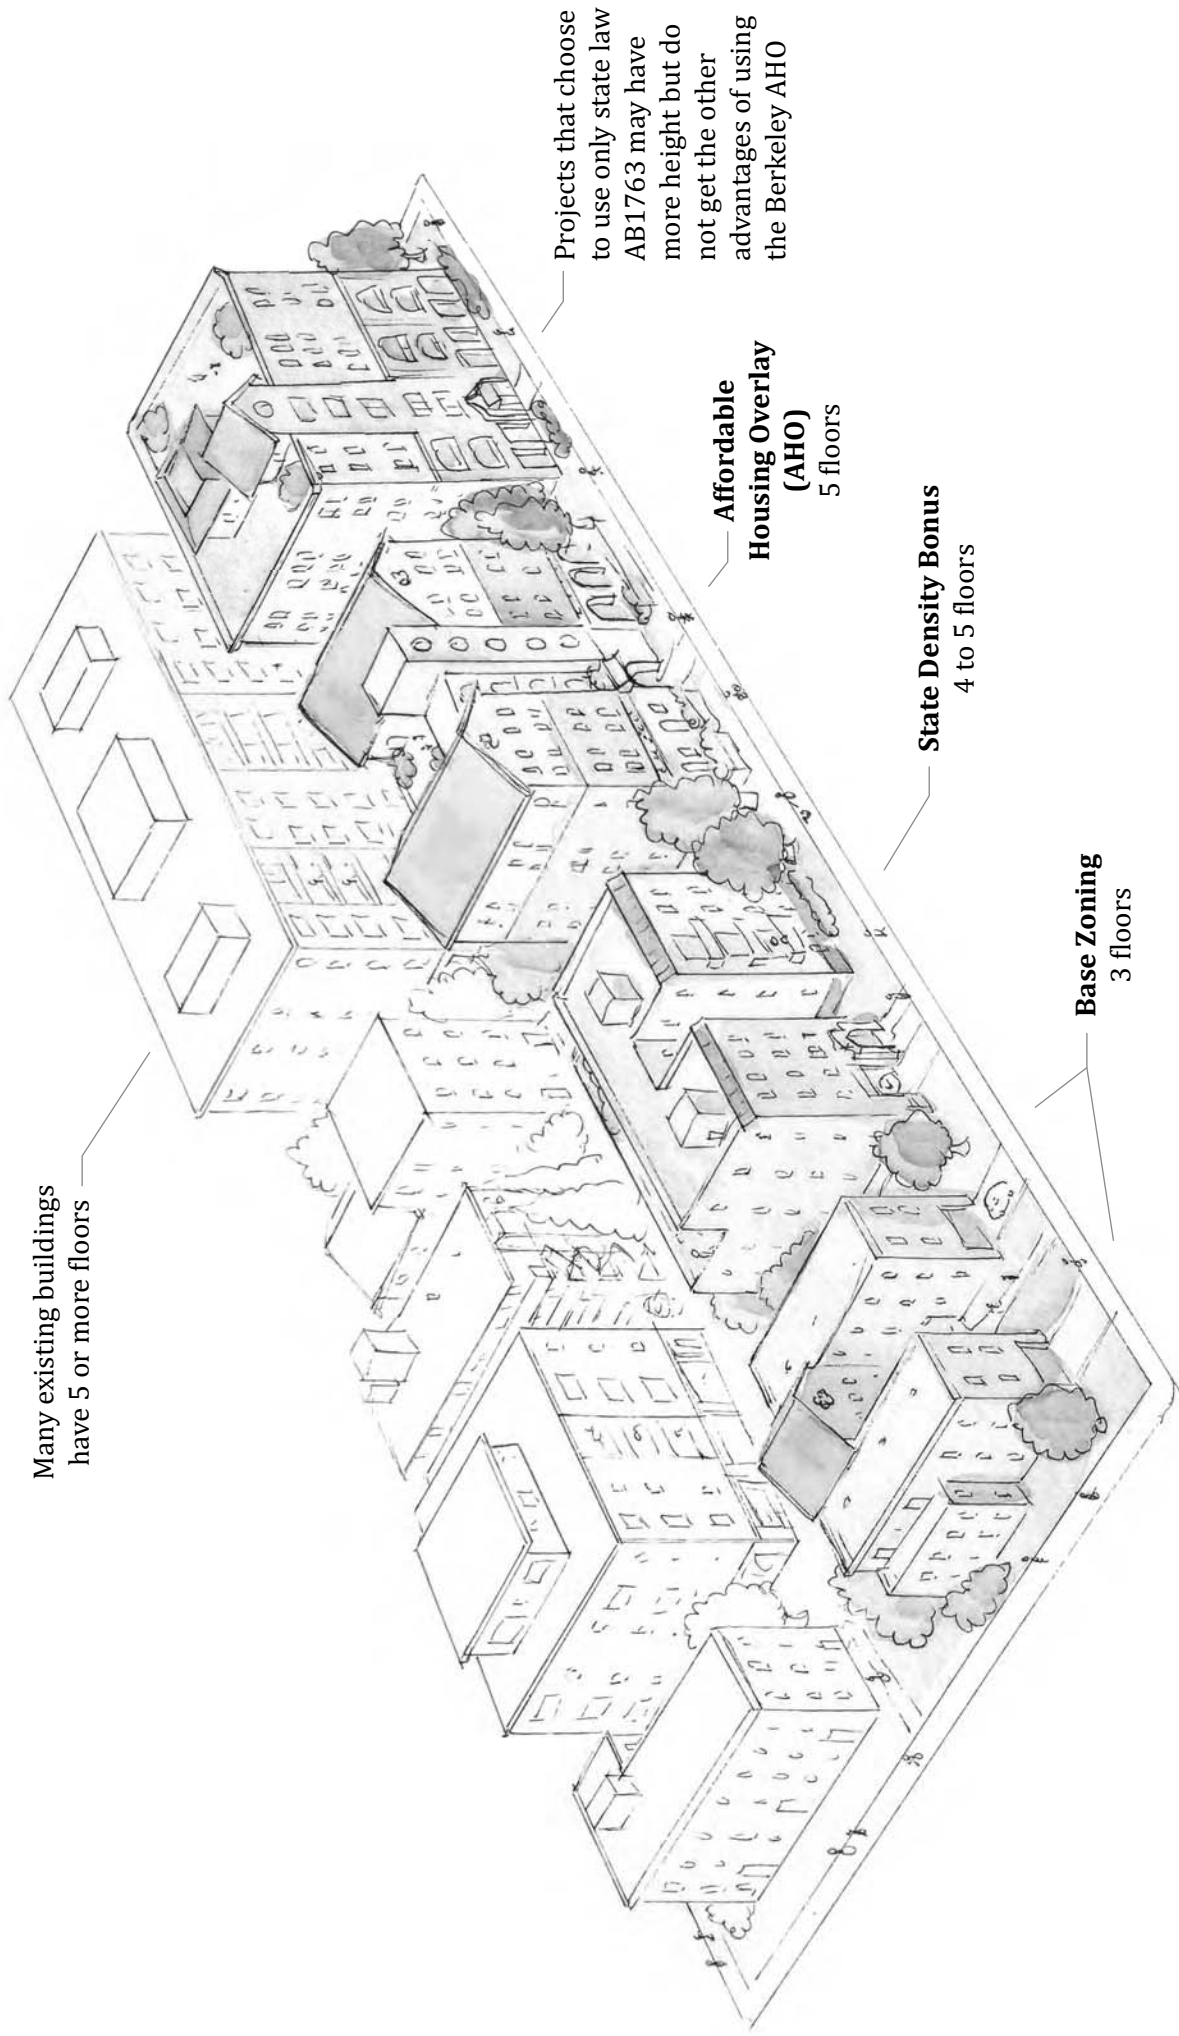 Many existing buildings
have 5 or more floors
Base Zoning
3 floors
State Density Bonus
4 to 5 floors
Affordable
Housing Overlay
(AHO)
5 floors
Projects that choose
to use only state law
AB1763 may have
more height but do
not get the other
advantages of using
the Berkeley AHO